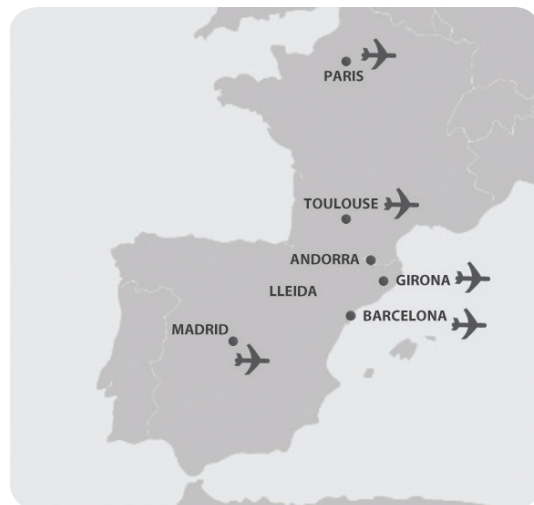 PARIS
TOULOUSE
ANDORRA
GIRONA
LLEIDA
BARCELONA
MADRID